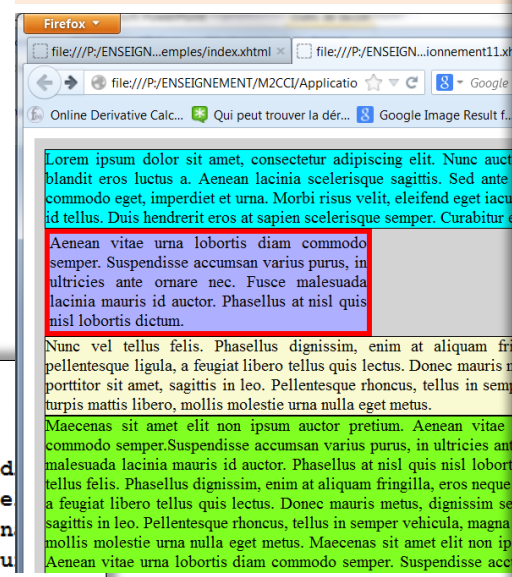 Firefox
file:///P:/ENSEIGN...emples/index.xhtml × file:///P:/ENSEIGN...ionnement11.xh
file:///P:/ENSEIGNEMENT/M2CCI/Applicatio 8 Google
Online Derivative Calc... Qui peut trouver la dér... 8 Google Image Result f...
Lorem ipsum dolor sit amet, consectetur adipiscing elit. Nunc auct
blandit eros luctus a. Aenean lacinia scelerisque sagittis. Sed ante
commodo eget, imperdiet et urna. Morbi risus velit, eleifend eget iacu
id tellus. Duis hendrerit eros at sapien scelerisque semper. Curabitur e
Aenean vitae urna lobortis diam commodo
semper. Suspendisse accumsan varius purus, in
ultricies ante ornare nec. Fusce malesuada
lacinia mauris id auctor. Phasellus at nisl quis
nisl lobortis dictum.
Nunc vel tellus felis. Phasellus dignissim, enim at aliquam fri
pellentesque ligula, a feugiat libero tellus quis lectus. Donec mauris m
porttitor sit amet, sagittis in leo. Pellentesque rhoncus, tellus in semp
turpis mattis libero, mollis molestie urna nulla eget metus.
Maecenas sit amet elit non ipsum auctor pretium. Aenean vitae
commodo semper.Suspendisse accumsan varius purus, in ultricies ant
malesuada lacinia mauris id auctor. Phasellus at nisl quis nisl lobort
tellus felis. Phasellus dignissim, enim at aliquam fringilla, eros neque
a feugiat libero tellus quis lectus. Donec mauris metus, dignissim se
sagittis in leo. Pellentesque rhoncus, tellus in semper vehicula, magna
mollis molestie urna nulla eget metus. Maecenas sit amet elit non ip
Aenean vitae urna lobortis diam commodo semper. Suspendisse acc
d
e
n
u